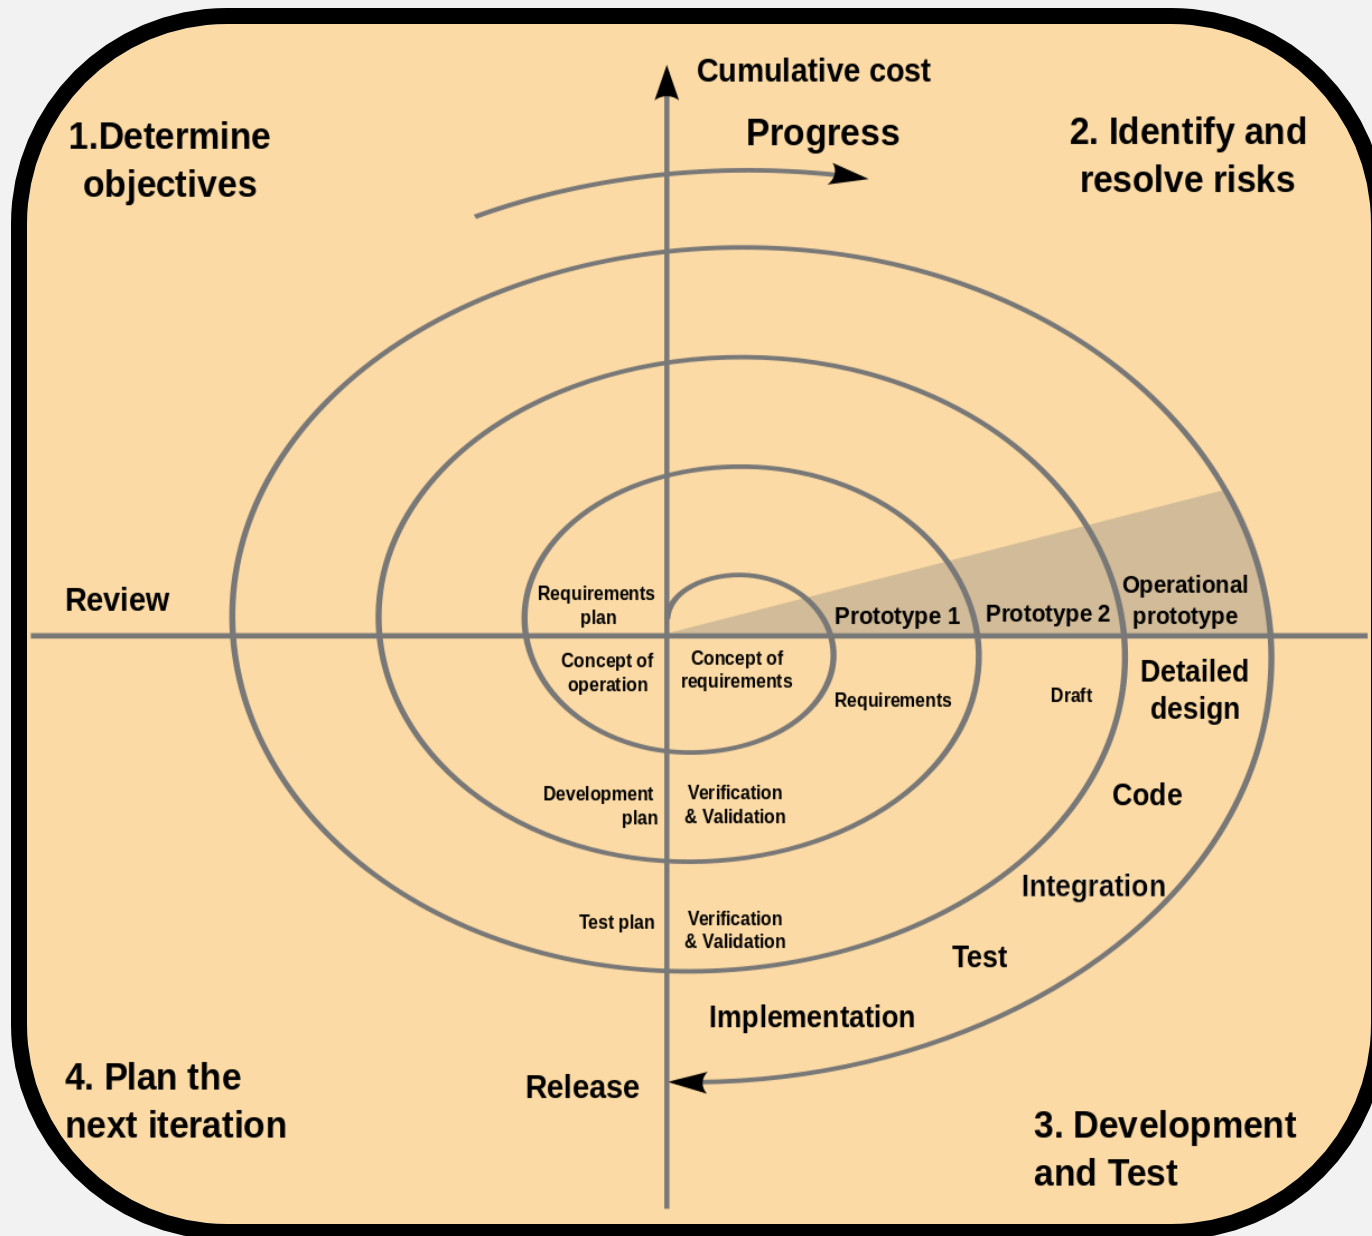 Cumulative cost
Progress
1.Determine
objectives
2. Identify and
resolve risks
Review
Requirements
plan
Prototype 1
Prototype 2
Operational
prototype
Concept of
operation
Concept of
requirements
Requirements
Draft
Detailed
design
Development
plan
Verification
& Validation
Code
Integration
Test plan
Verification
& Validation
Test
Implementation
Release
4. Plan the
next iteration
3. Development
and Test